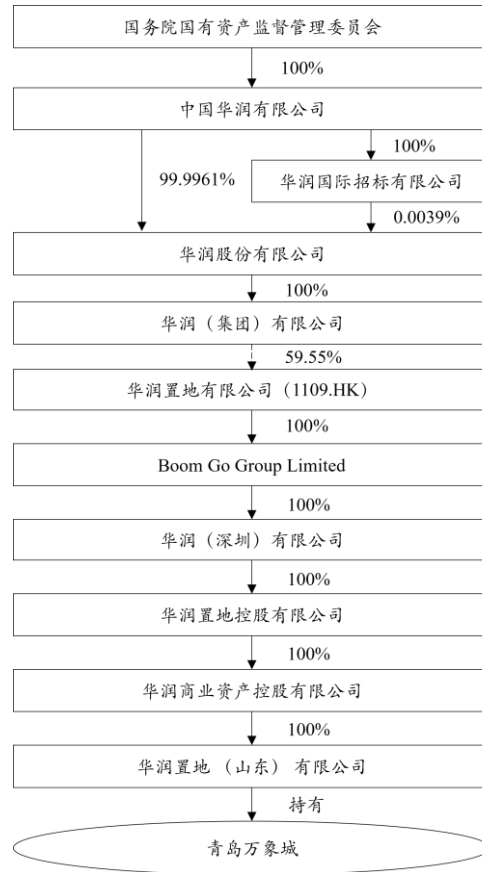 国务院国有资产监督管理委员会
100%
中国华润有限公司
100%
99.9961%
华润国际招标有限公司
0.0039%
华润股份有限公司
100%
华润（集团）有限公司
59.55%
华润置地有限公司（1109.HK）
100%
Boom Go Group Limited
100%
华润（深圳）有限公司
100%
华润置地控股有限公司
100%
华润商业资产控股有限公司
100%
华润置地 （山东） 有限公司
持有
青岛万象城